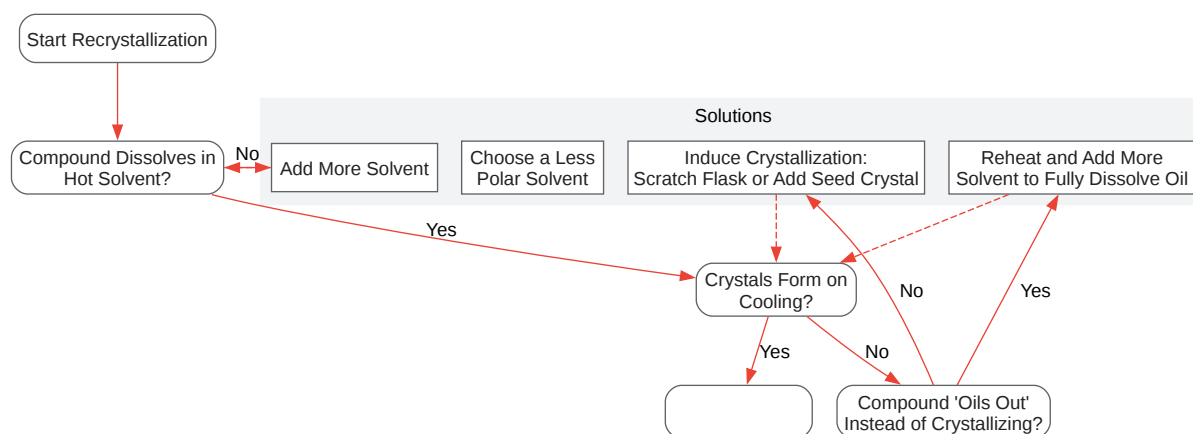 Start Recrystallization
Solutions
Compound Dissolves in
Hot Solvent?
No
Add More Solvent
Choose a Less
Polar Solvent
Induce Crystallization:
Scratch Flask or Add Seed Crystal
Reheat and Add More
Solvent to Fully Dissolve Oil
Yes
Crystals Form on
Cooling?
No
Yes
Yes
No
Compound 'Oils Out'
Instead of Crystallizing?